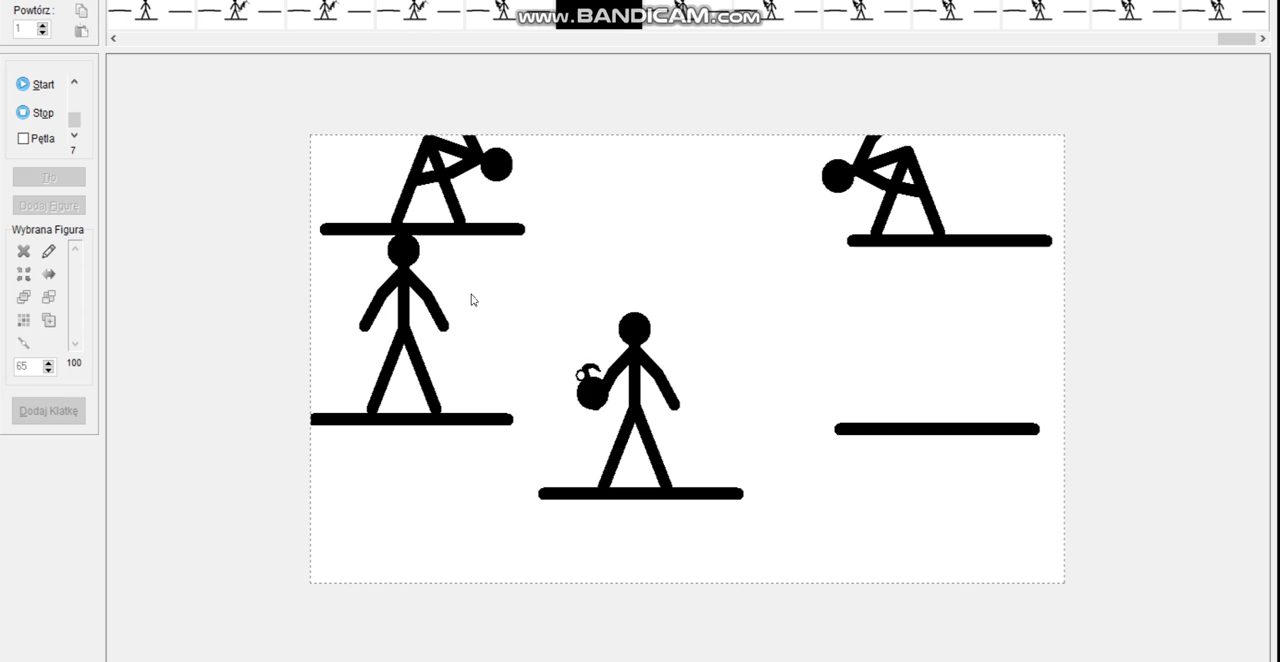 Powtórz :
1
www.BANDICAM.com
Start
Stop
Pętla
7
Do
Dodaj Figurę
Wybrana Figura
65
100
Dodaj Klatkę